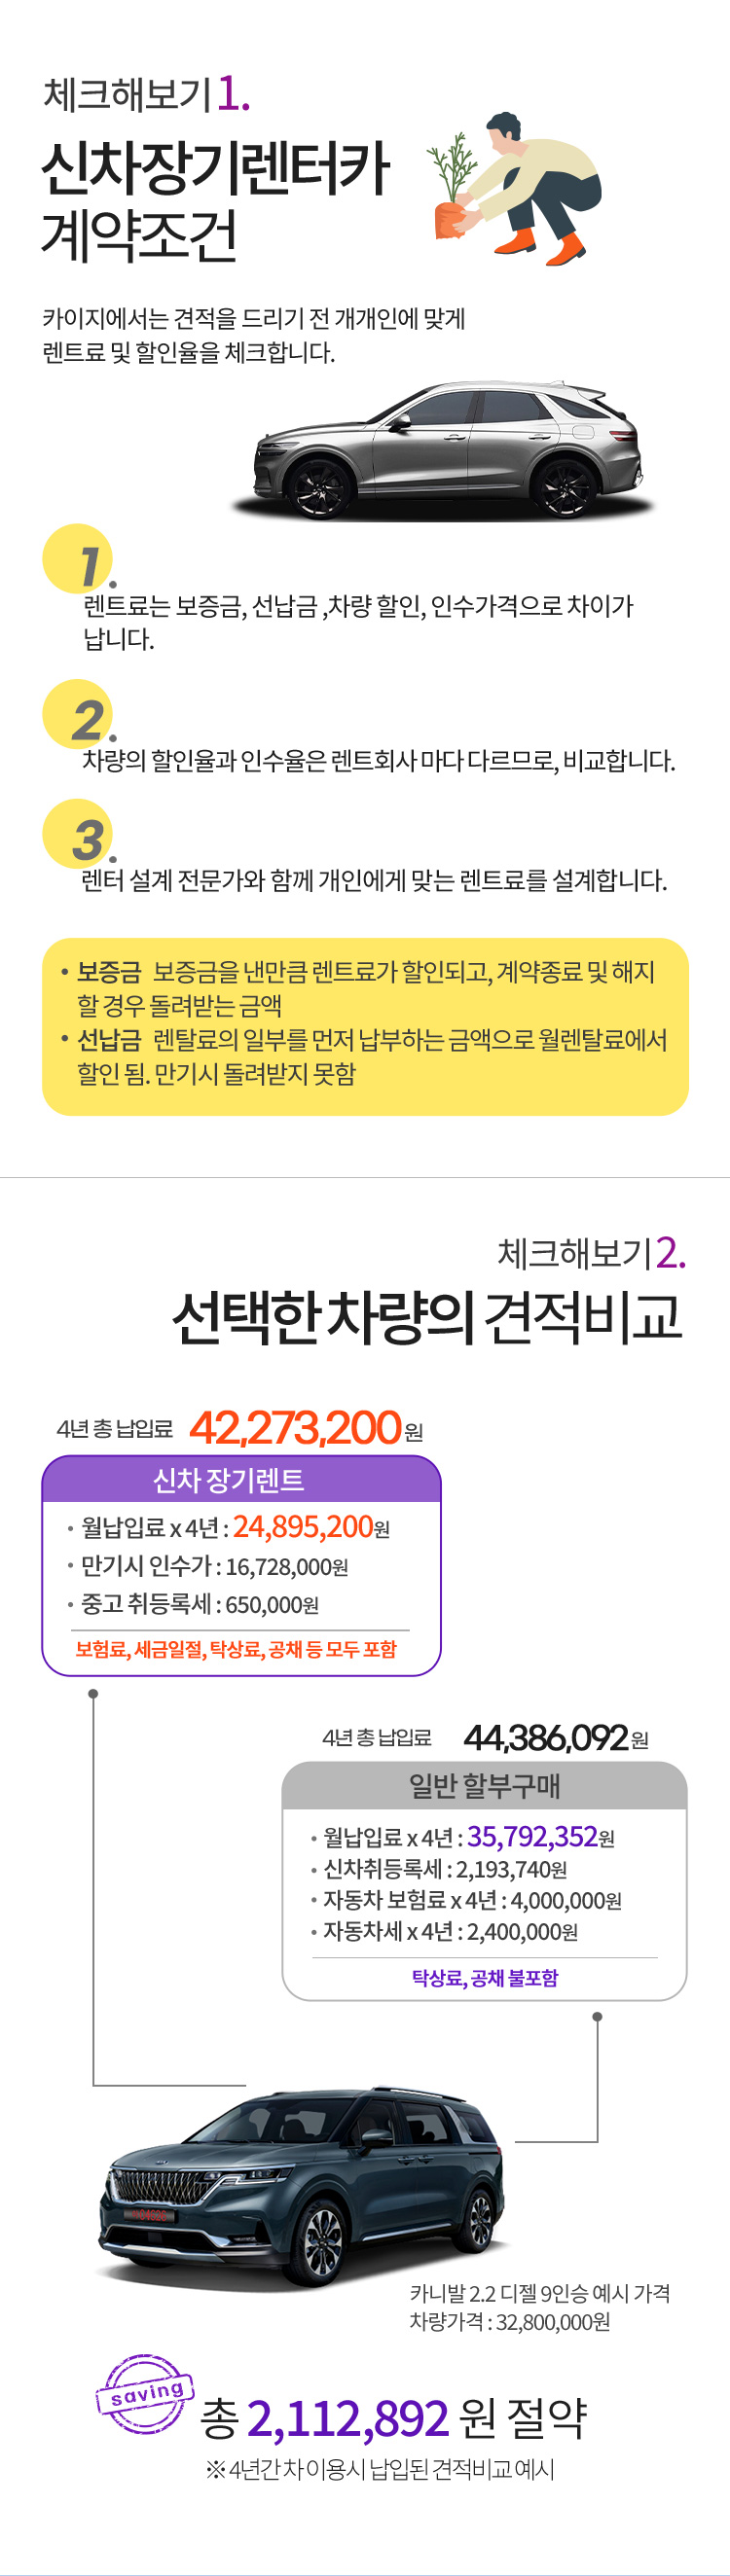 체크해보기 1.
신차장기렌터카
계약조건
카이지에서는 견적을 드리기 전 개개인에 맞게
렌트료 및 할인율을 체크합니다.
1.
렌트료는 보증금, 선납금 ,차량 할인, 인수가격으로 차이가
납니다.
2.
차량의 할인율과 인수율은 렌트회사 마다 다르므로, 비교합니다.
3.
렌터 설계 전문가와 함께 개인에게 맞는 렌트료를 설계합니다.
• 보증금 보증금을 낸만큼 렌트료가 할인되고, 계약종료 및 해지
할 경우 돌려받는 금액
• 선납금 렌탈료의 일부를 먼저 납부하는 금액으로 월렌탈료에서
할인 됨. 만기시 돌려받지 못함
체크해보기 2.
선택한 차량의 견적비교
4년 총 납입료 42,273,200원
신차 장기렌트
• 월납입료 x 4년 : 24,895,200원
• 만기시 인수가 : 16,728,000원
• 중고 취등록세 : 650,000원
보험료, 세금일절, 탁상료, 공채 등 모두 포함
4년 총 납입료 44,386,092원
일반 할부구매
• 월납입료 x 4년 : 35,792,352원
• 신차취등록세 : 2,193,740원
• 자동차 보험료 x 4년 : 4,000,000원
• 자동차세 x 4년 : 2,400,000원
탁상료, 공채 불포함
카니발 2.2 디젤 9인승 예시 가격
차량가격 : 32,800,000원
saving
총 2,112,892 원 절약
※ 4년간 차 이용시 납입된 견적비교 예시